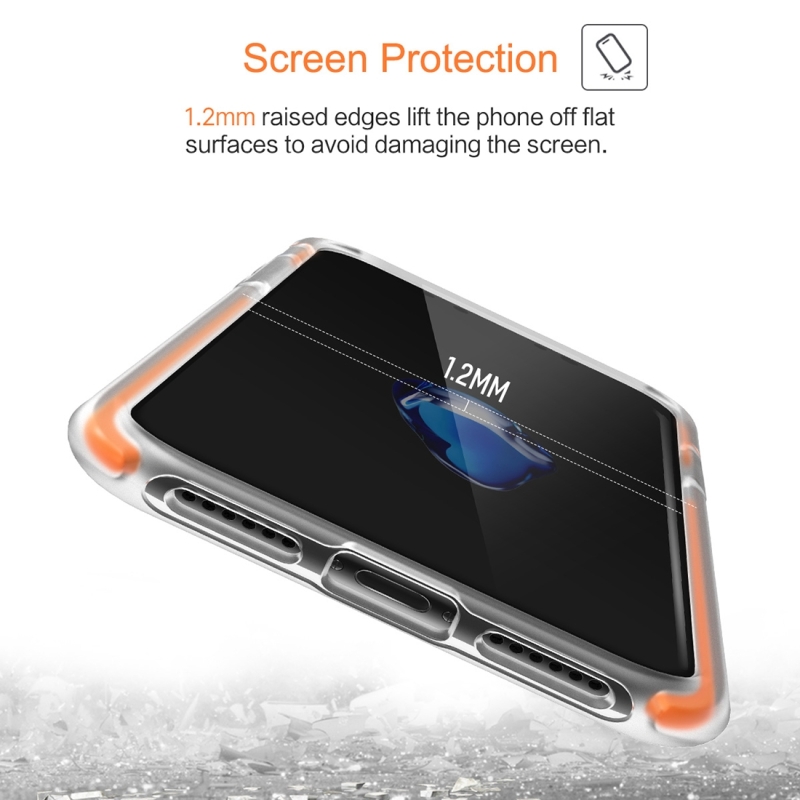 Screen Protection
1.2mm raised edges lift the phone off flat
surfaces to avoid damaging the screen.
1.2MM